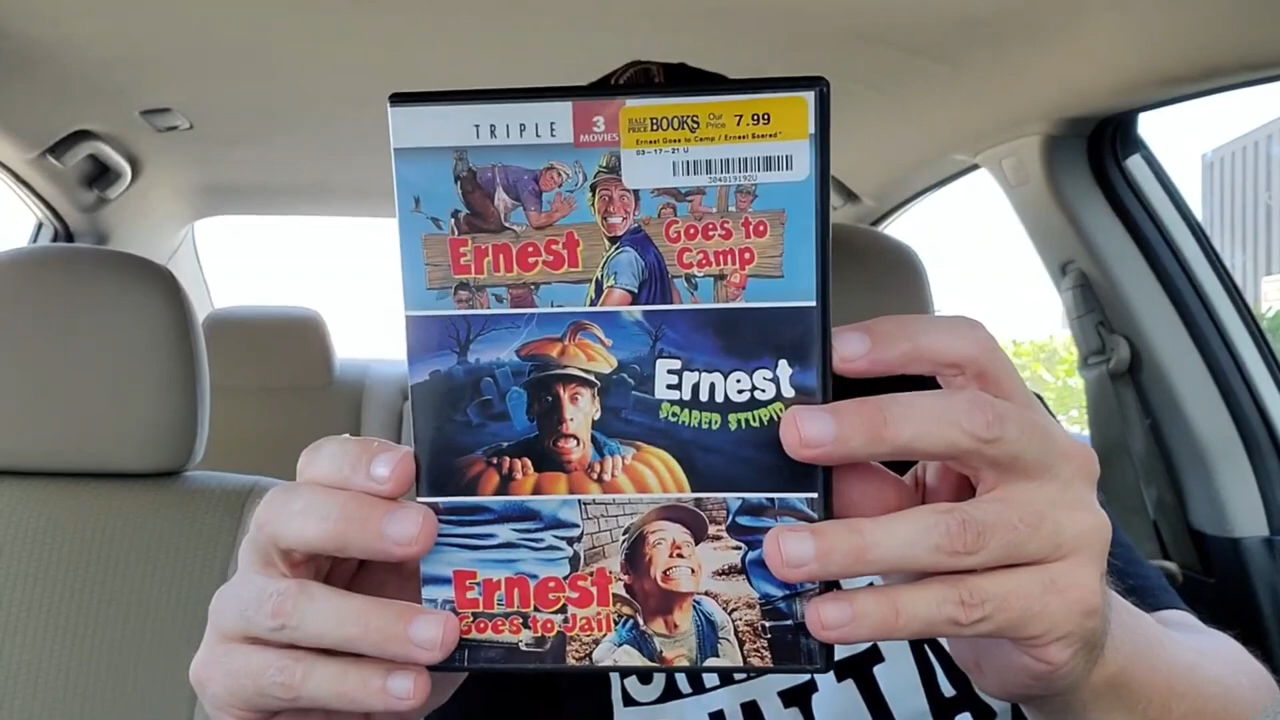 TRIPLE
3
MOVIES
HALF PRICE BOOKS Our Price 7.99
Ernest Goes to Camp / Ernest Scared"
03-17-21 U
304819192U
Ernest Goes to
Camp
Ernest
SCARED STUPID
Ernest
Goes to Jail